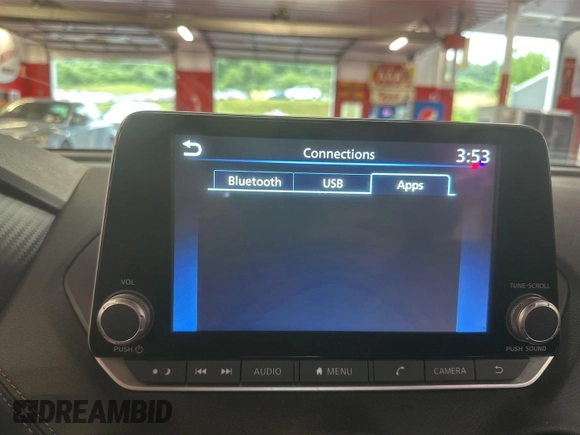 Connections
3:53
Bluetooth
USB
Apps
VOL
PUSH
TUNE·SCROLL
PUSH SOUND
AUDIO
MENU
CAMERA
DREAMBID